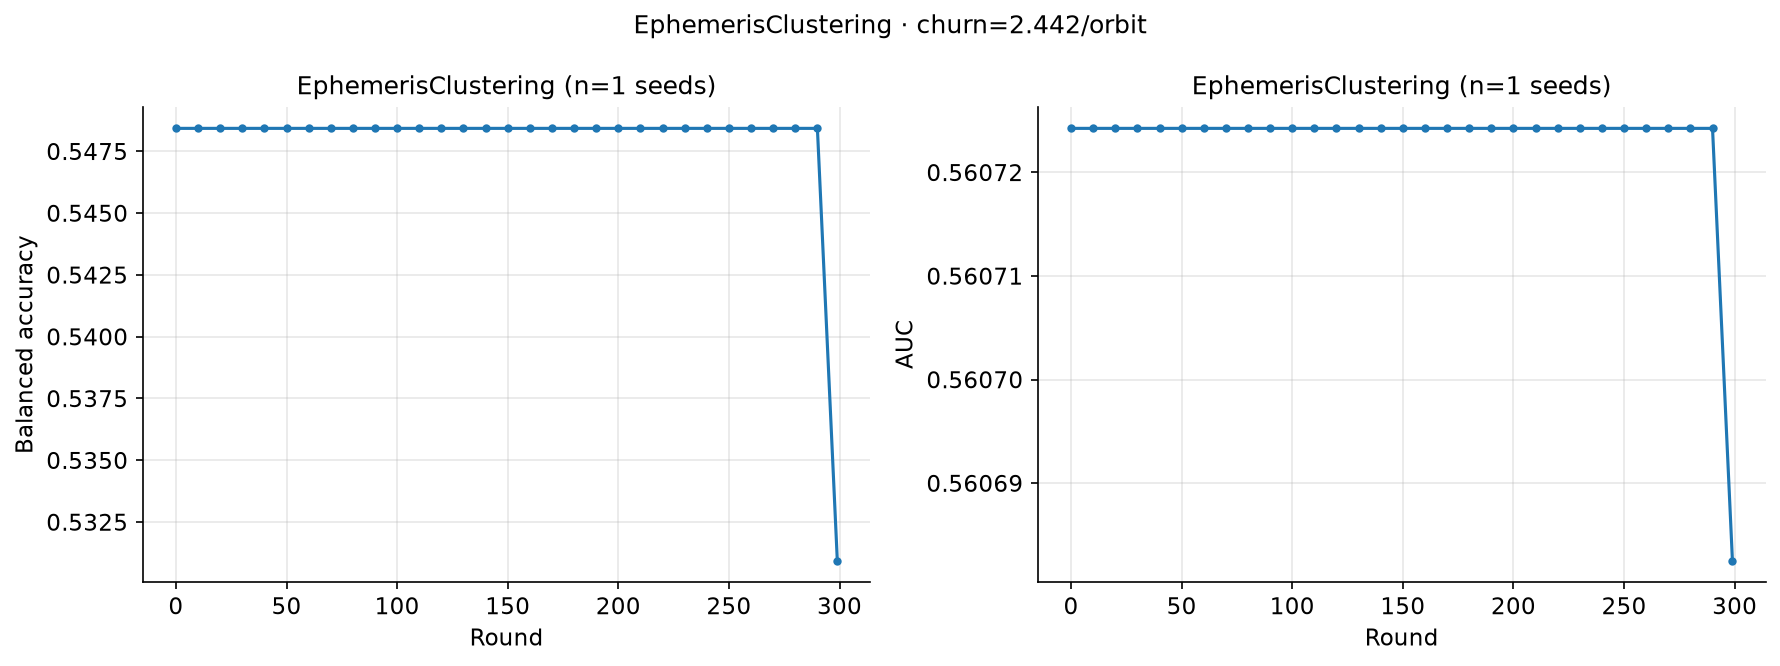 EphemerisClustering · churn=2.442/orbit
EphemerisClustering (n=1 seeds)
Balanced accuracy
0.5475
0.5450
0.5425
0.5400
0.5375
0.5350
0.5325
0 50 100 150 200 250 300
Round
EphemerisClustering (n=1 seeds)
AUC
0.56072
0.56071
0.56070
0.56069
0 50 100 150 200 250 300
Round